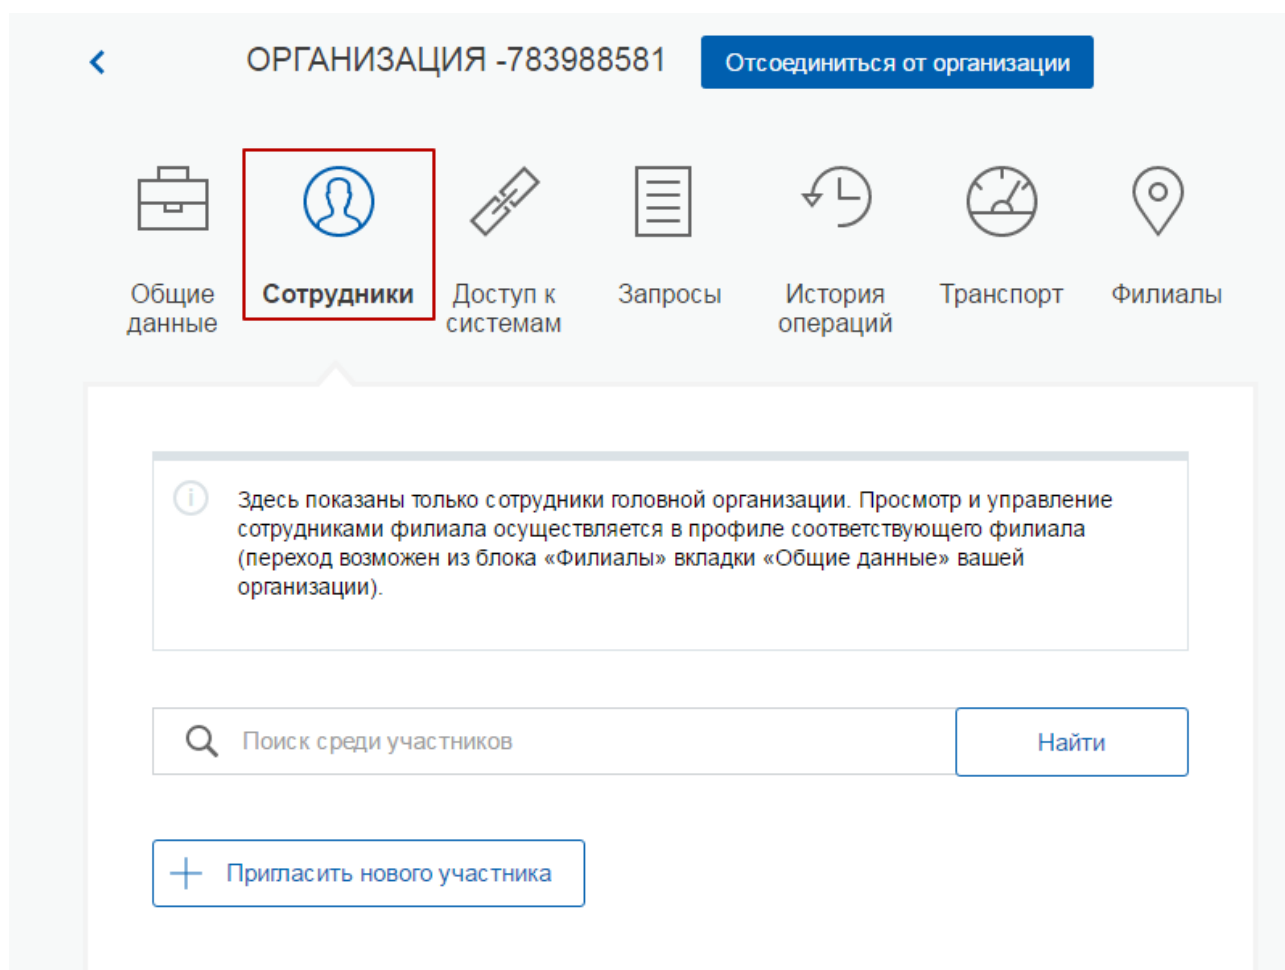 ОРГАНИЗАЦИЯ -783988581
Отсоединиться от организации
Общие
данные
Сотрудники
Доступ к
системам
Запросы
История
операций
Транспорт
Филиалы
Здесь показаны только сотрудники головной организации. Просмотр и управление
сотрудниками филиала осуществляется в профиле соответствующего филиала
(переход возможен из блока «Филиалы» вкладки «Общие данные» вашей
организации).
Поиск среди участников
Найти
Пригласить нового участника